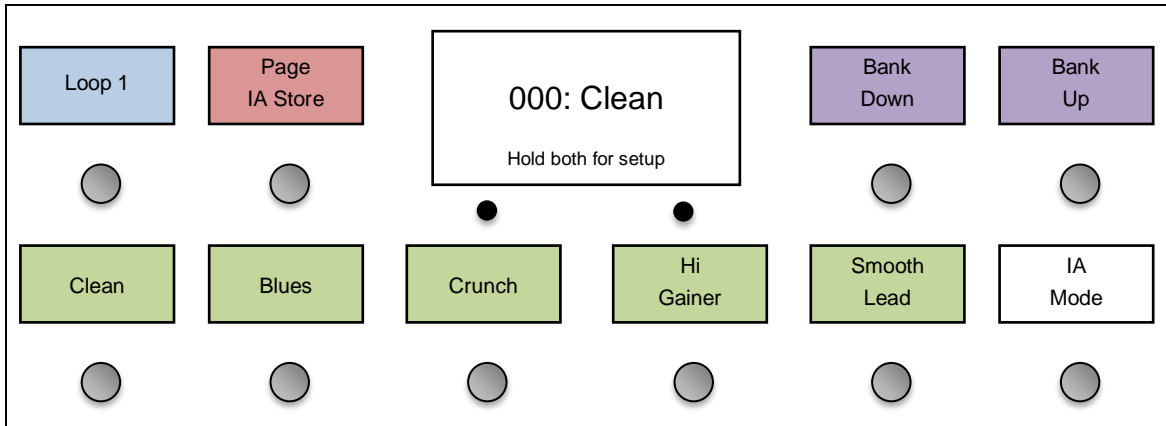 Loop 1
Page
IA Store
000: Clean
Hold both for setup
Bank
Down
Bank
Up
Clean
Blues
Crunch
Hi
Gainer
Smooth
Lead
IA
Mode